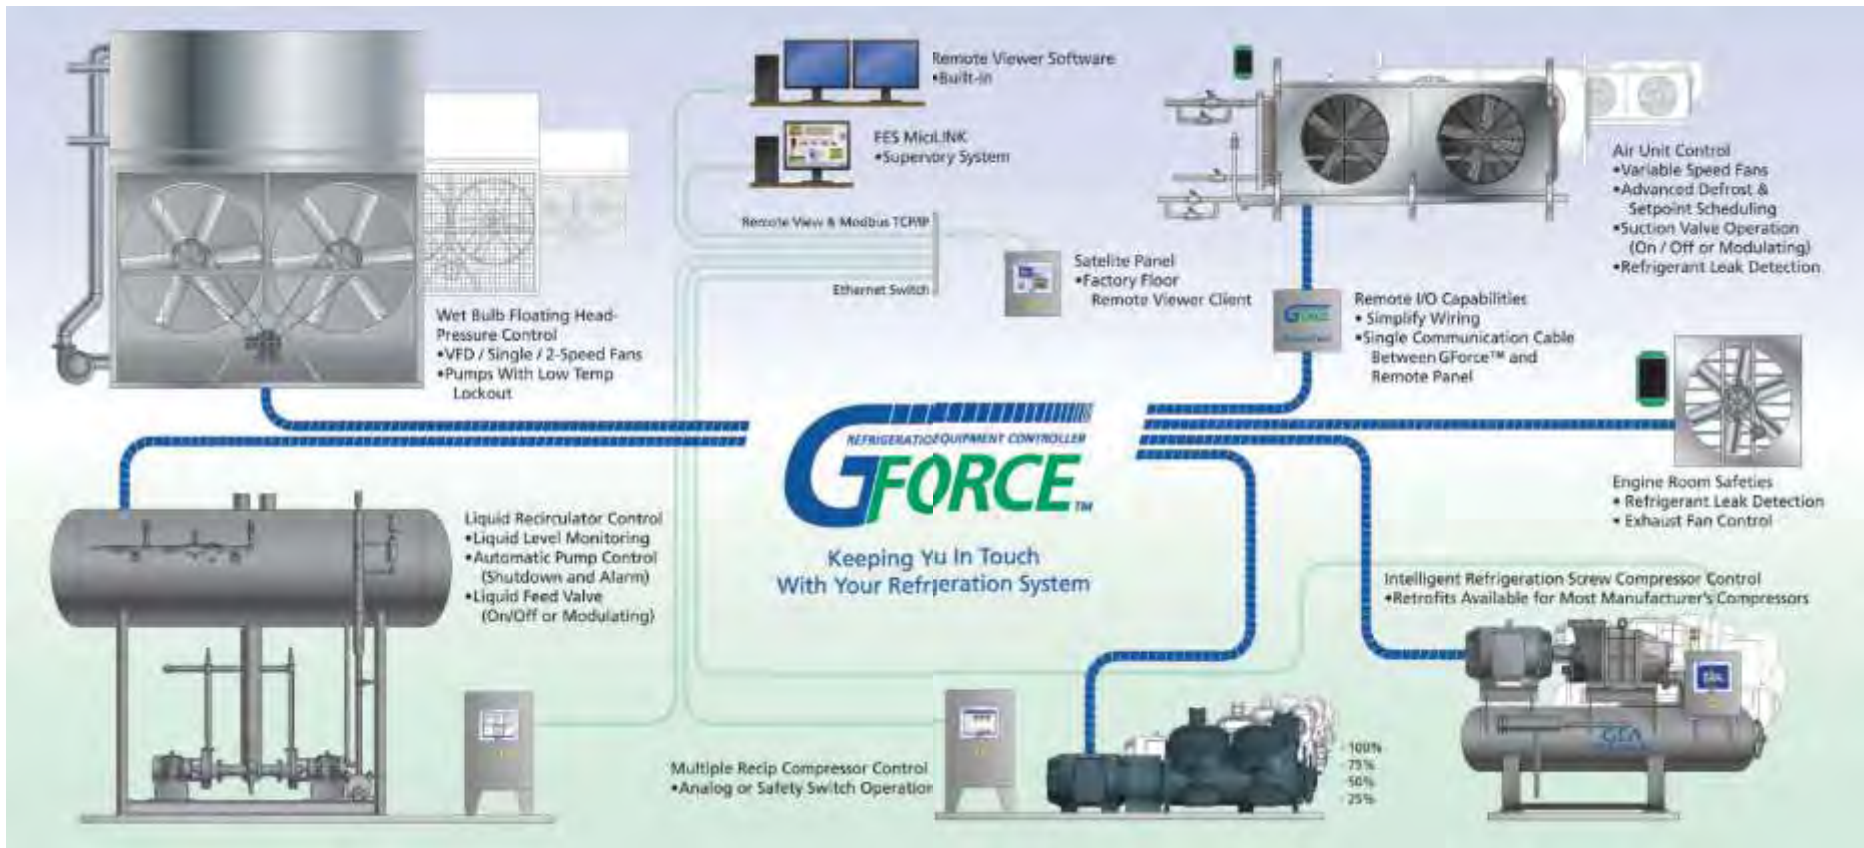 Remote Viewer Software
•Built-in
FES MicrLINK
•Supervory System
Remote View & Modbus TCP/IP
Ethernet Switch
Satelite Panel
•Factory Floor
Remote Viewer Client
Air Unit Control
•Variable Speed Fans
•Advanced Defrost &
Setpoint Scheduling
•Suction Valve Operation
(On / Off or Modulating)
•Refrigerant Leak Detection
Wet Bulb Floating Head-
Pressure Control
•VFD / Single / 2-Speed Fans
•Pumps With Low Temp
Lockout
GFORCE
Remote I/O Capabilities
• Simplify Wiring
•Single Communication Cable
Between GForce™ and
Remote Panel
REFRIGERATIOEQUIPMENT CONTROLLER
GFORCE™
Keeping Yu In Touch
With Your Refrigeration System
Engine Room Safeties
• Refrigerant Leak Detection
• Exhaust Fan Control
Liquid Recirculator Control
•Liquid Level Monitoring
•Automatic Pump Control
(Shutdown and Alarm)
•Liquid Feed Valve
(On/Off or Modulating)
Intelligent Refrigeration Screw Compressor Control
•Retrofits Available for Most Manufacturer's Compressors
GEA
Multiple Recip Compressor Control
•Analog or Safety Switch Operation
- 100%
- 75%
- 50%
- 25%